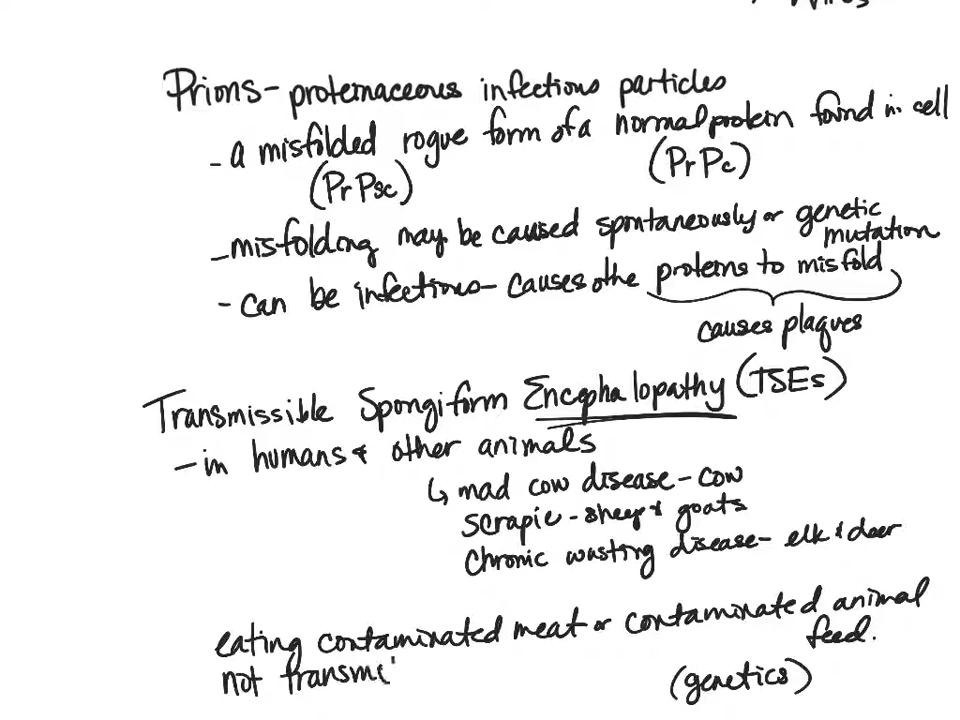 Prions - proteinaceous infectious particles
- a misfolded rogue form of a normal protein found in cell
(PrPsc) (PrPc)
- misfolding may be caused spontaneously or genetic
mutation
- can be infectious - causes othe proteins to misfold
causes plaques
Transmissible Spongiform Encephalopathy (TSEs)
- in humans & other animals
↳ mad cow disease - cow
scrapie - sheep & goats
Chronic wasting disease - elk & deer
eating contaminated meat or contaminated animal
feed.
not transmi
(genetics)